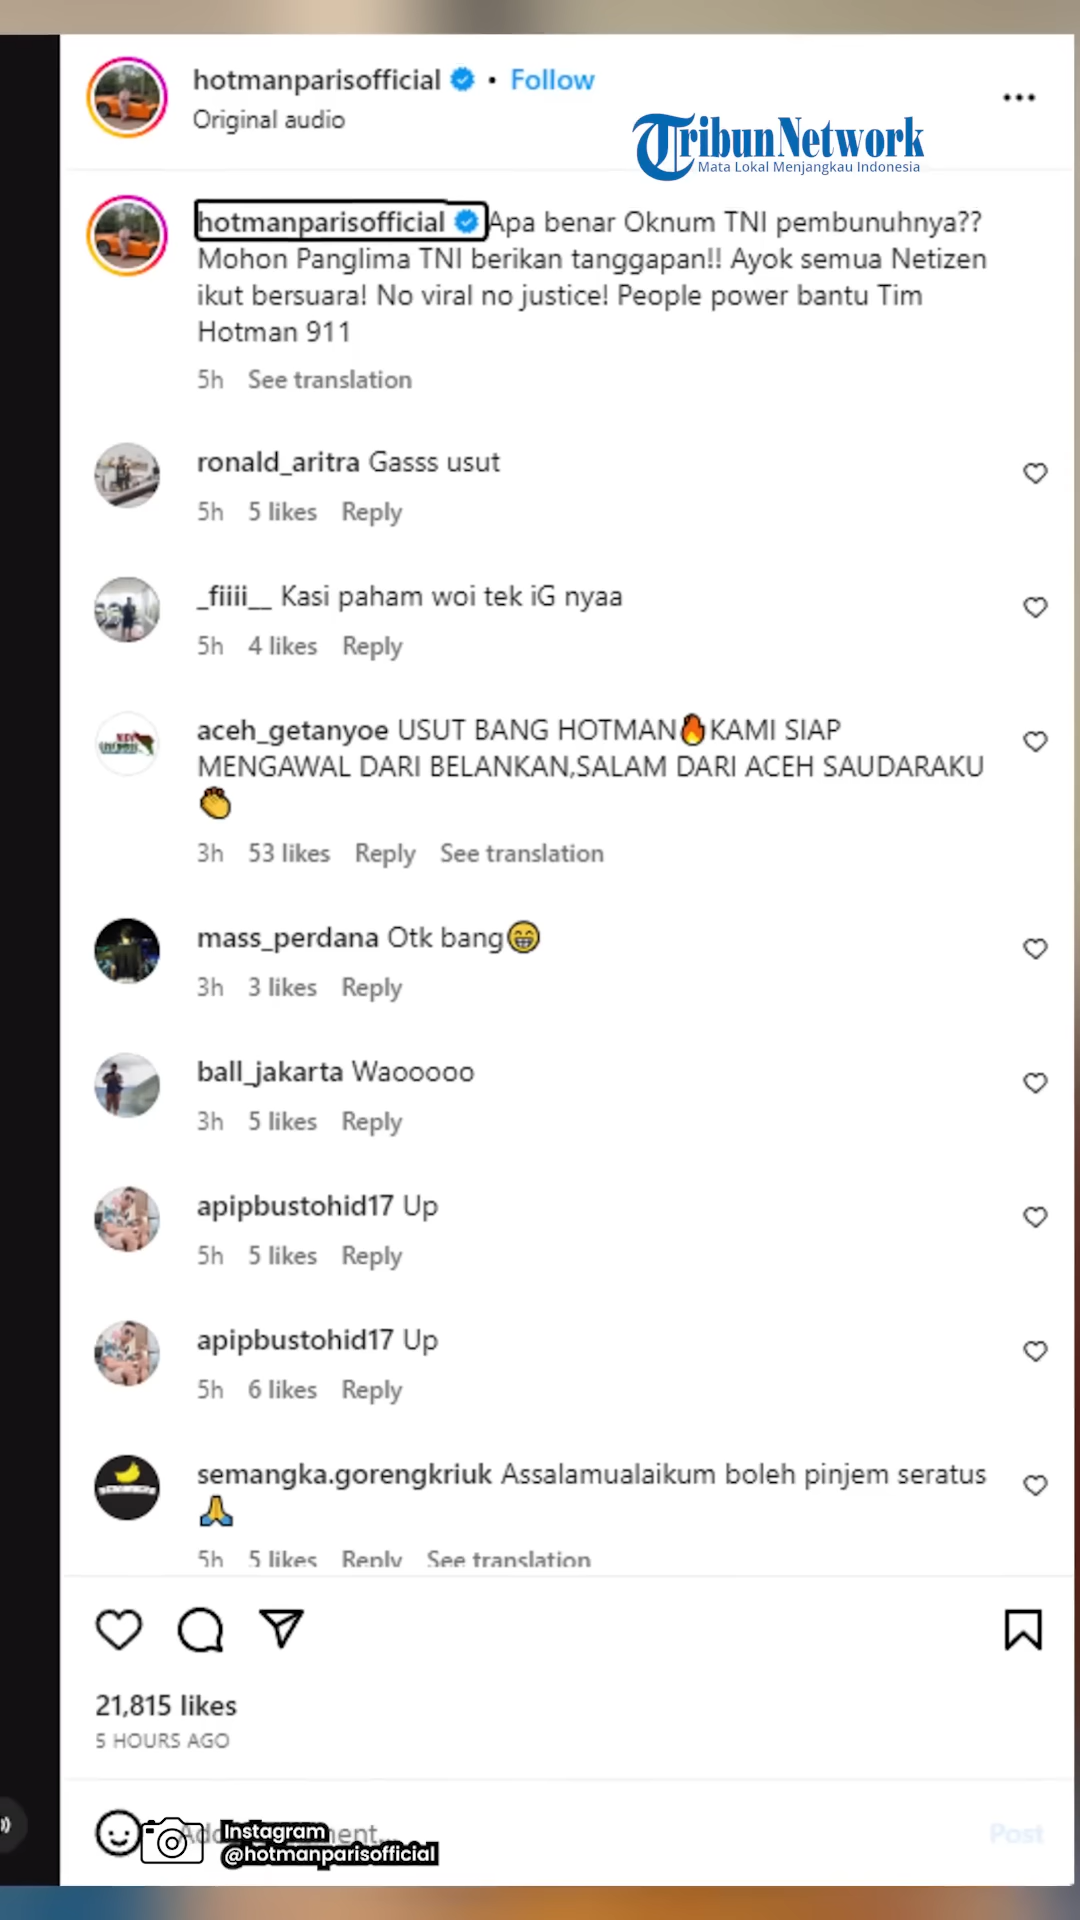 hotmanparisofficial • Follow
Original audio
TribunNetwork
Mata Lokal Menjangkau Indonesia
hotmanparisofficial Apa benar Oknum TNI pembunuhnya??
Mohon Panglima TNI berikan tanggapan!! Ayok semua Netizen
ikut bersuara! No viral no justice! People power bantu Tim
Hotman 911
5h See translation
ronald_aritra Gasss usut
5h 5 likes Reply
_fiiii__ Kasi paham woi tek iG nyaa
5h 4 likes Reply
aceh_getanyoe USUT BANG HOTMAN🔥KAMI SIAP
MENGAWAL DARI BELANKAN,SALAM DARI ACEH SAUDARAKU
👏
3h 53 likes Reply See translation
mass_perdana Otk bang😁
3h 3 likes Reply
ball_jakarta Waooooo
3h 5 likes Reply
apipbustohid17 Up
5h 5 likes Reply
apipbustohid17 Up
5h 6 likes Reply
semangka.gorengkriuk Assalamualaikum boleh pinjem seratus
🙏
5h 5 likes Reply See translation
21,815 likes
5 HOURS AGO
Instagram
@hotmanparisofficial
Post